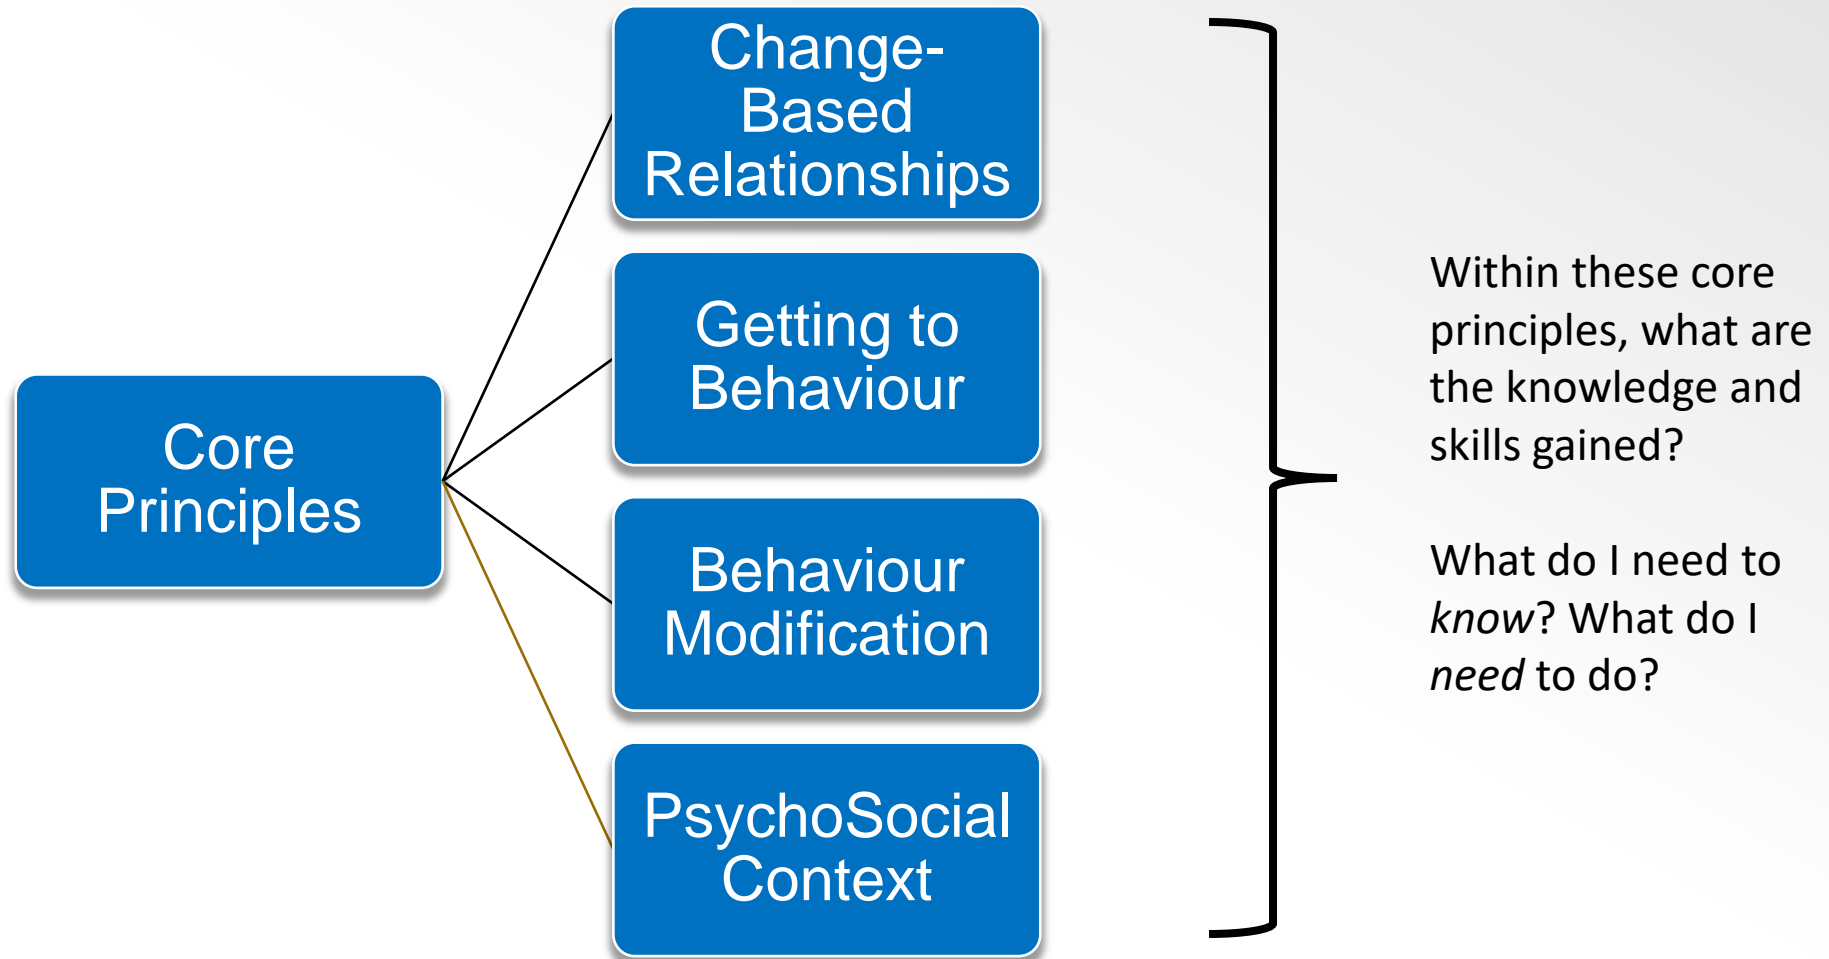 Core
Principles
Change-
Based
Relationships
Getting to
Behaviour
Behaviour
Modification
PsychoSocial
Context
Within these core
principles, what are
the knowledge and
skills gained?
What do I need to
know? What do I
need to do?